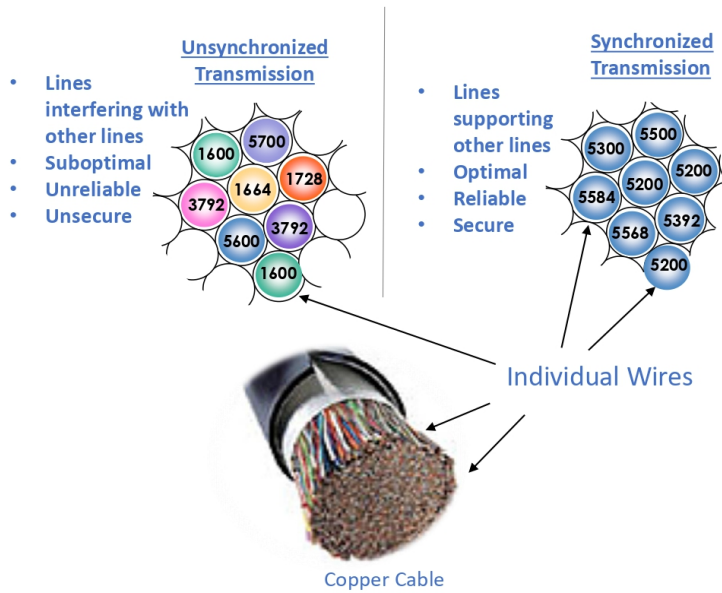 Unsynchronized
Transmission
• Lines
interfering with
other lines
• Suboptimal
• Unreliable
• Unsecure
5700
1600
1728
1664
3792
3792
5600
1600
Synchronized
Transmission
• Lines
supporting
other lines
• Optimal
• Reliable
• Secure
5500
5300
5200
5200
5584
5392
5568
5200
Individual Wires
Copper Cable